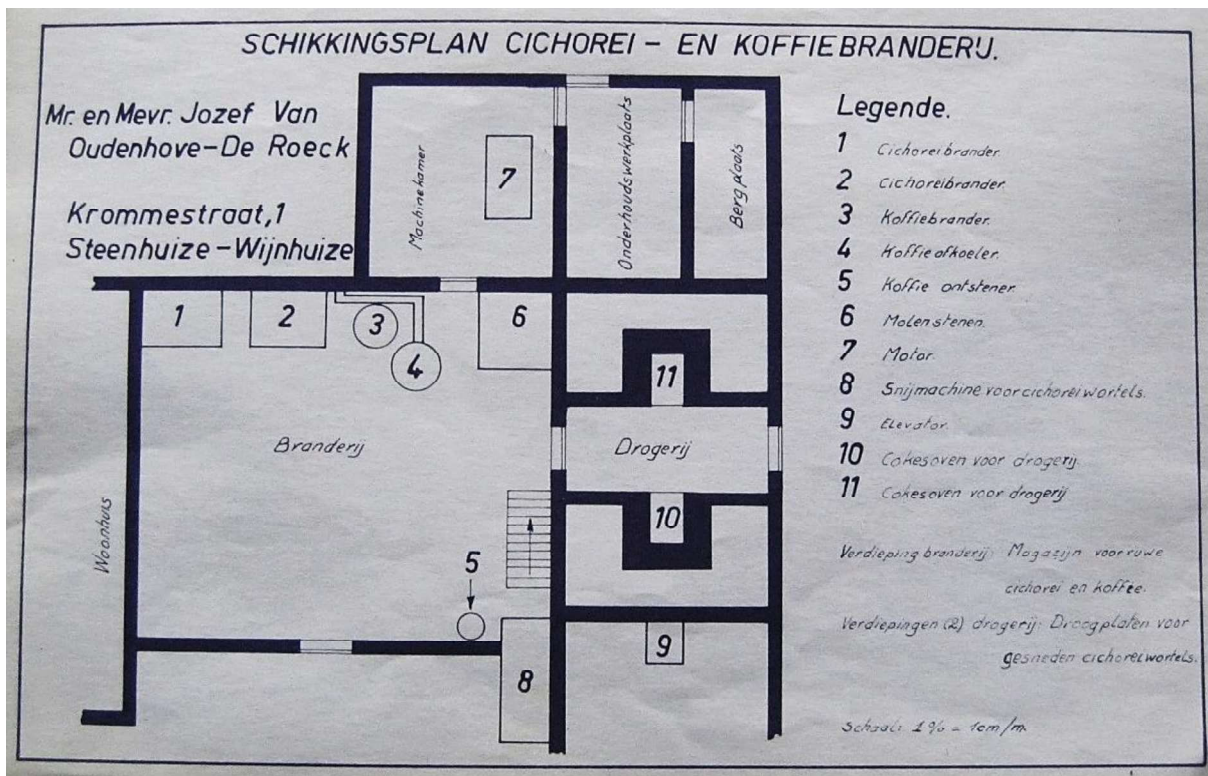 SCHIKKINGSPLAN CICHOREI - EN KOFFIEBRANDERIJ.
Mr. en Mevr. Jozef Van
Oudenhove-De Roeck
Krommestraat,1
Steenhuize-Wijnhuize
Machinekamer
7
Onderhoudswerkplaats
Bergplaats
1
2
3
4
6
11
Branderij
Drogerij
10
Woonhuis
5
8
9
Legende.
1 Cichoreibrander.
2 Cichoreibrander.
3 Koffiebrander.
4 Koffieafkoeler.
5 Koffie ontstener.
6 Molenstenen.
7 Motor.
8 Snijmachine voor cichoreiwortels.
9 Elevator.
10 Cokesoven voor drogerij.
11 Cokesoven voor drogerij
Verdieping branderij: Magazijn voor ruwe
cichorei en koffie.
Verdiepingen (2) drogerij: Droogplaten voor
gesneden cichoreiwortels.
Schaal: 1% = 1cm/m.